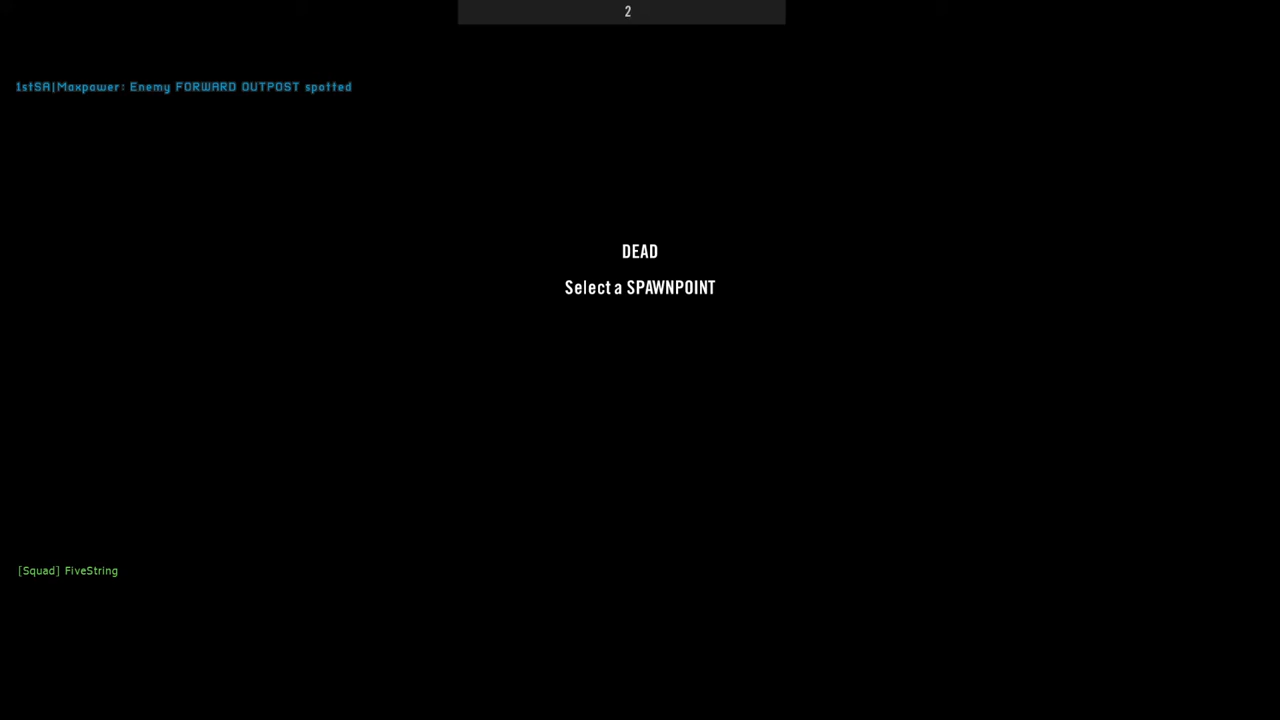 2
1stSA|Maxpower: Enemy FORWARD OUTPOST spotted
DEAD
Select a SPAWNPOINT
[Squad] FiveString